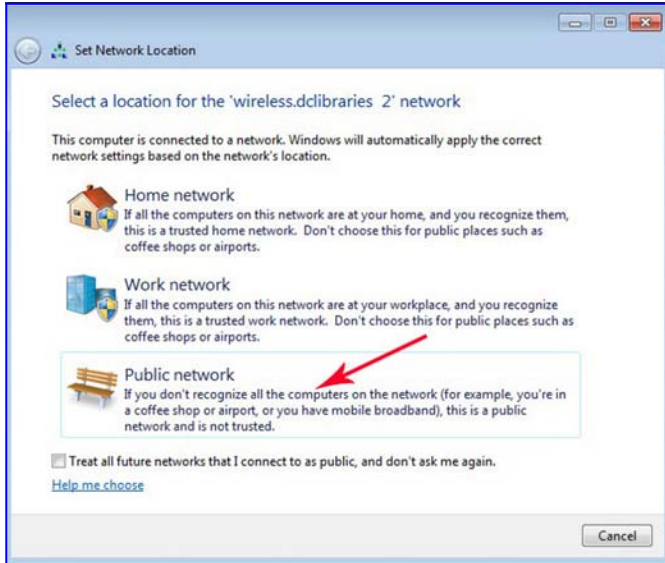 Set Network Location
Select a location for the 'wireless.dclibraries  2' network
This computer is connected to a network. Windows will automatically apply the correct
network settings based on the network's location.
Home network
If all the computers on this network are at your home, and you recognize them,
this is a trusted home network.  Don't choose this for public places such as
coffee shops or airports.
Work network
If all the computers on this network are at your workplace, and you recognize
them, this is a trusted work network.  Don't choose this for public places such as
coffee shops or airports.
Public network
If you don't recognize all the computers on the network (for example, you're in
a coffee shop or airport, or you have mobile broadband), this is a public
network and is not trusted.
Treat all future networks that I connect to as public, and don't ask me again.
Help me choose
Cancel